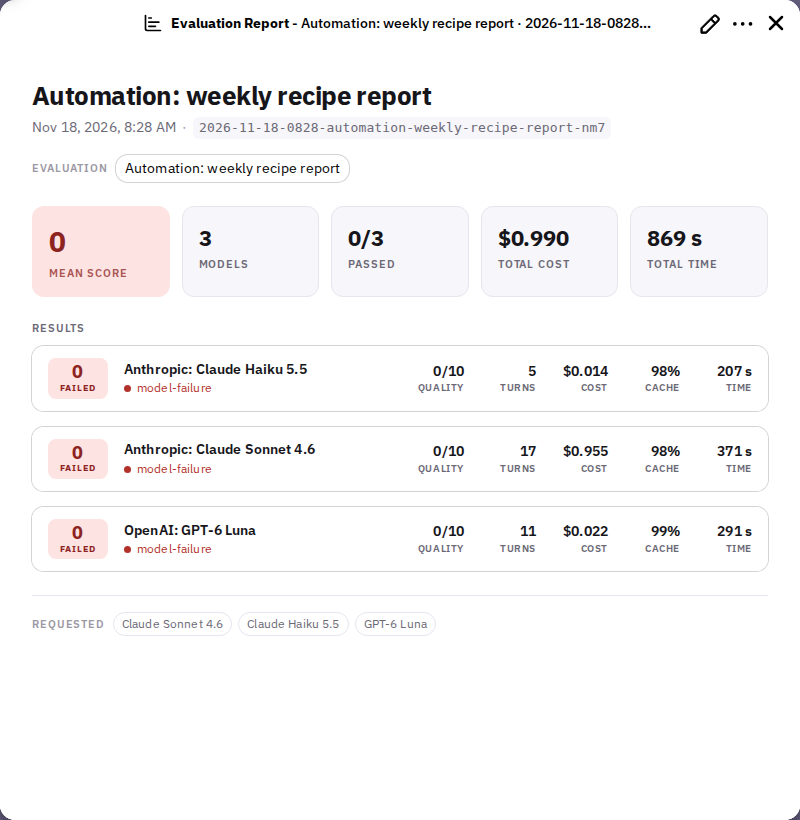 Evaluation Report - Automation: weekly recipe report · 2026-11-18-0828...
Automation: weekly recipe report
Nov 18, 2026, 8:28 AM · 2026-11-18-0828-automation-weekly-recipe-report-nm7
EVALUATION Automation: weekly recipe report
0 3 0/3 $0.990 869 s
MEAN SCORE MODELS PASSED TOTAL COST TOTAL TIME
RESULTS
0 Anthropic: Claude Haiku 5.5 0/10 5 $0.014 98% 207 s
FAILED model-failure QUALITY TURNS COST CACHE TIME
0 Anthropic: Claude Sonnet 4.6 0/10 17 $0.955 98% 371 s
FAILED model-failure QUALITY TURNS COST CACHE TIME
0 OpenAI: GPT-6 Luna 0/10 11 $0.022 99% 291 s
FAILED model-failure QUALITY TURNS COST CACHE TIME
REQUESTED Claude Sonnet 4.6 Claude Haiku 5.5 GPT-6 Luna